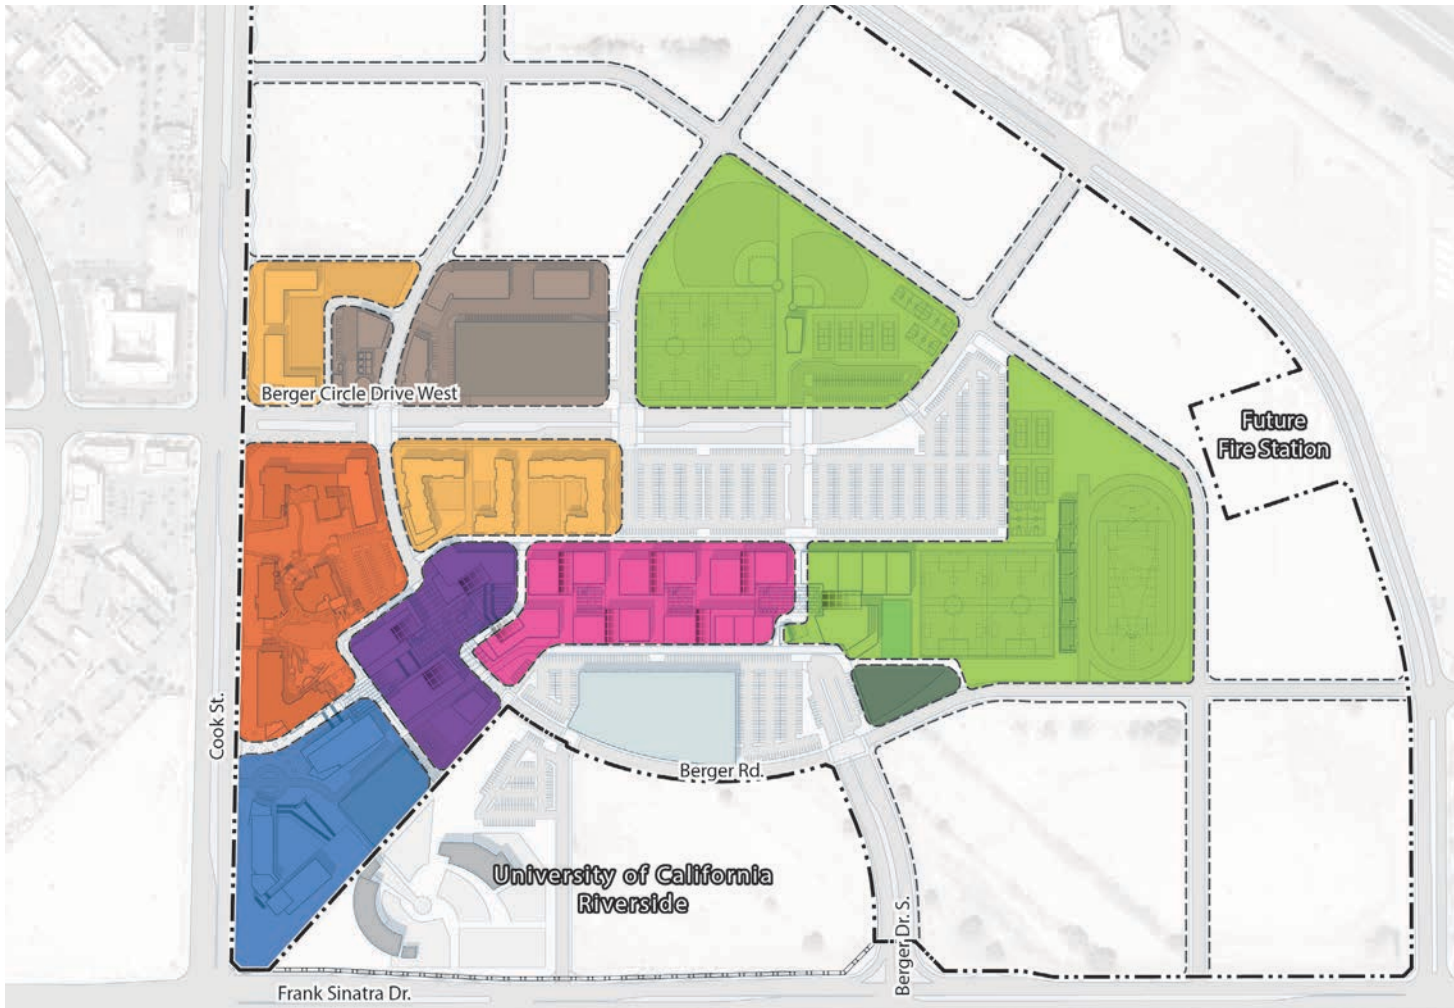 Berger Circle Drive West
Future
Fire Station
Cook St.
Berger Rd.
University of California
Riverside
Berger Dr. S.
Frank Sinatra Dr.